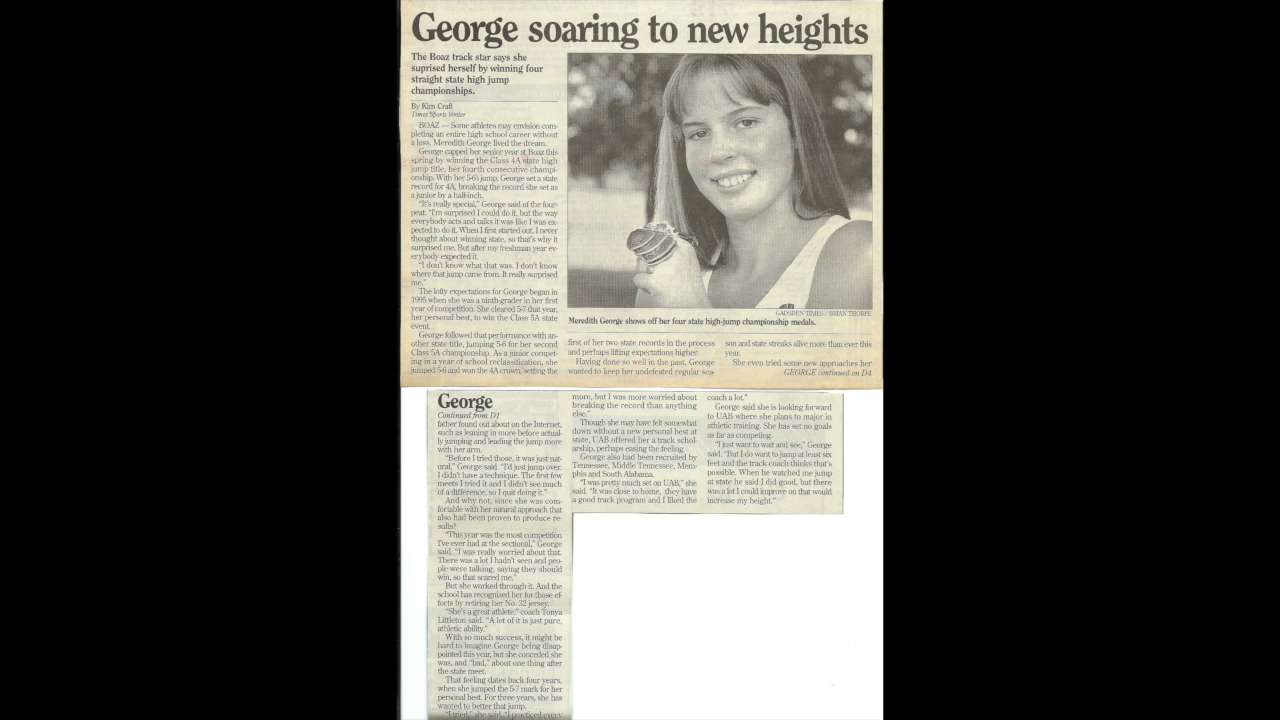 George soaring to new heights
The Boaz track star says she
suprised herself by winning four
straight state high jump
championships.
By Kim Craft
Times Sports Writer
BOAZ — Some athletes may envision com-
pleting an entire high school career without
a loss. Meredith George lived the dream.
George capped her senior year at Boaz this
spring by winning the Class 4A state high
jump title, her fourth consecutive champi-
onship. With her 5-6½ jump, George set a state
record for 4A, breaking the record she set as
a junior by a half-inch.
"It's really special," George said of the four-
peat. "I'm surprised I could do it, but the way
everybody acts and talks it was like I was ex-
pected to do it. When I first started out, I never
thought about winning state, so that's why it
surprised me. But after my freshman year ev-
erybody expected it.
"I don't know what that was. I don't know
where that jump came from. It really surprised
me."
The lofty expectations for George began in
1995 when she was a ninth-grader in her first
year of competition. She cleared 5-7 that year,
her personal best, to win the Class 5A state
event.
George followed that performance with an-
other state title, jumping 5-6 for her second
Class 5A championship. As a junior compet-
ing in a year of school reclassification, she
jumped 5-6 and won the 4A crown, setting the
GADSDEN TIMES / BRIAN THORPE
Meredith George shows off her four state high-jump championship medals.
first of her two state records in the process
and perhaps lifting expectations higher.
Having done so well in the past, George
wanted to keep her undefeated regular sea-
son and state streaks alive more than ever this
year.
She even tried some new approaches her
GEORGE continued on D4
George
Continued from D1
father found out about on the Internet,
such as leaning in more before actual-
ly jumping and leading the jump more
with her arm.
"Before I tried those, it was just nat-
ural," George said. "I'd just jump over.
I didn't have a technique. The first few
meets I tried it and I didn't see much
of a difference, so I quit doing it."
And why not, since she was com-
fortable with her natural approach that
also had been proven to produce re-
sults?
"This year was the most competition
I've ever had at the sectional," George
said. "I was really worried about that.
There was a lot I hadn't seen and peo-
ple were talking, saying they should
win, so that scared me."
But she worked through it. And the
school has recognized her for those ef-
forts by retiring her No. 32 jersey.
"She's a great athlete," coach Tonya
Littleton said. "A lot of it is just pure,
athletic ability."
With so much success, it might be
hard to imagine George being disap-
pointed this year, but she conceded she
was, and "bad," about one thing after
the state meet.
That feeling dates back four years,
when she jumped the 5-7 mark for her
personal best. For three years, she has
wanted to better that jump.
"I tried," she said. "I practiced every
more, but I was more worried about
breaking the record than anything
else."
Though she may have felt somewhat
down without a new personal best at
state, UAB offered her a track schol-
arship, perhaps easing the feeling.
George also had been recruited by
Tennessee, Middle Tennessee, Mem-
phis and South Alabama.
"I was pretty much set on UAB," she
said. "It was close to home, they have
a good track program and I liked the
coach a lot."
George said she is looking forward
to UAB where she plans to major in
athletic training. She has set no goals
as far as competing.
"I just want to wait and see," George
said. "But I do want to jump at least six
feet and the track coach thinks that's
possible. When he watched me jump
at state he said I did good, but there
was a lot I could improve on that would
increase my height."